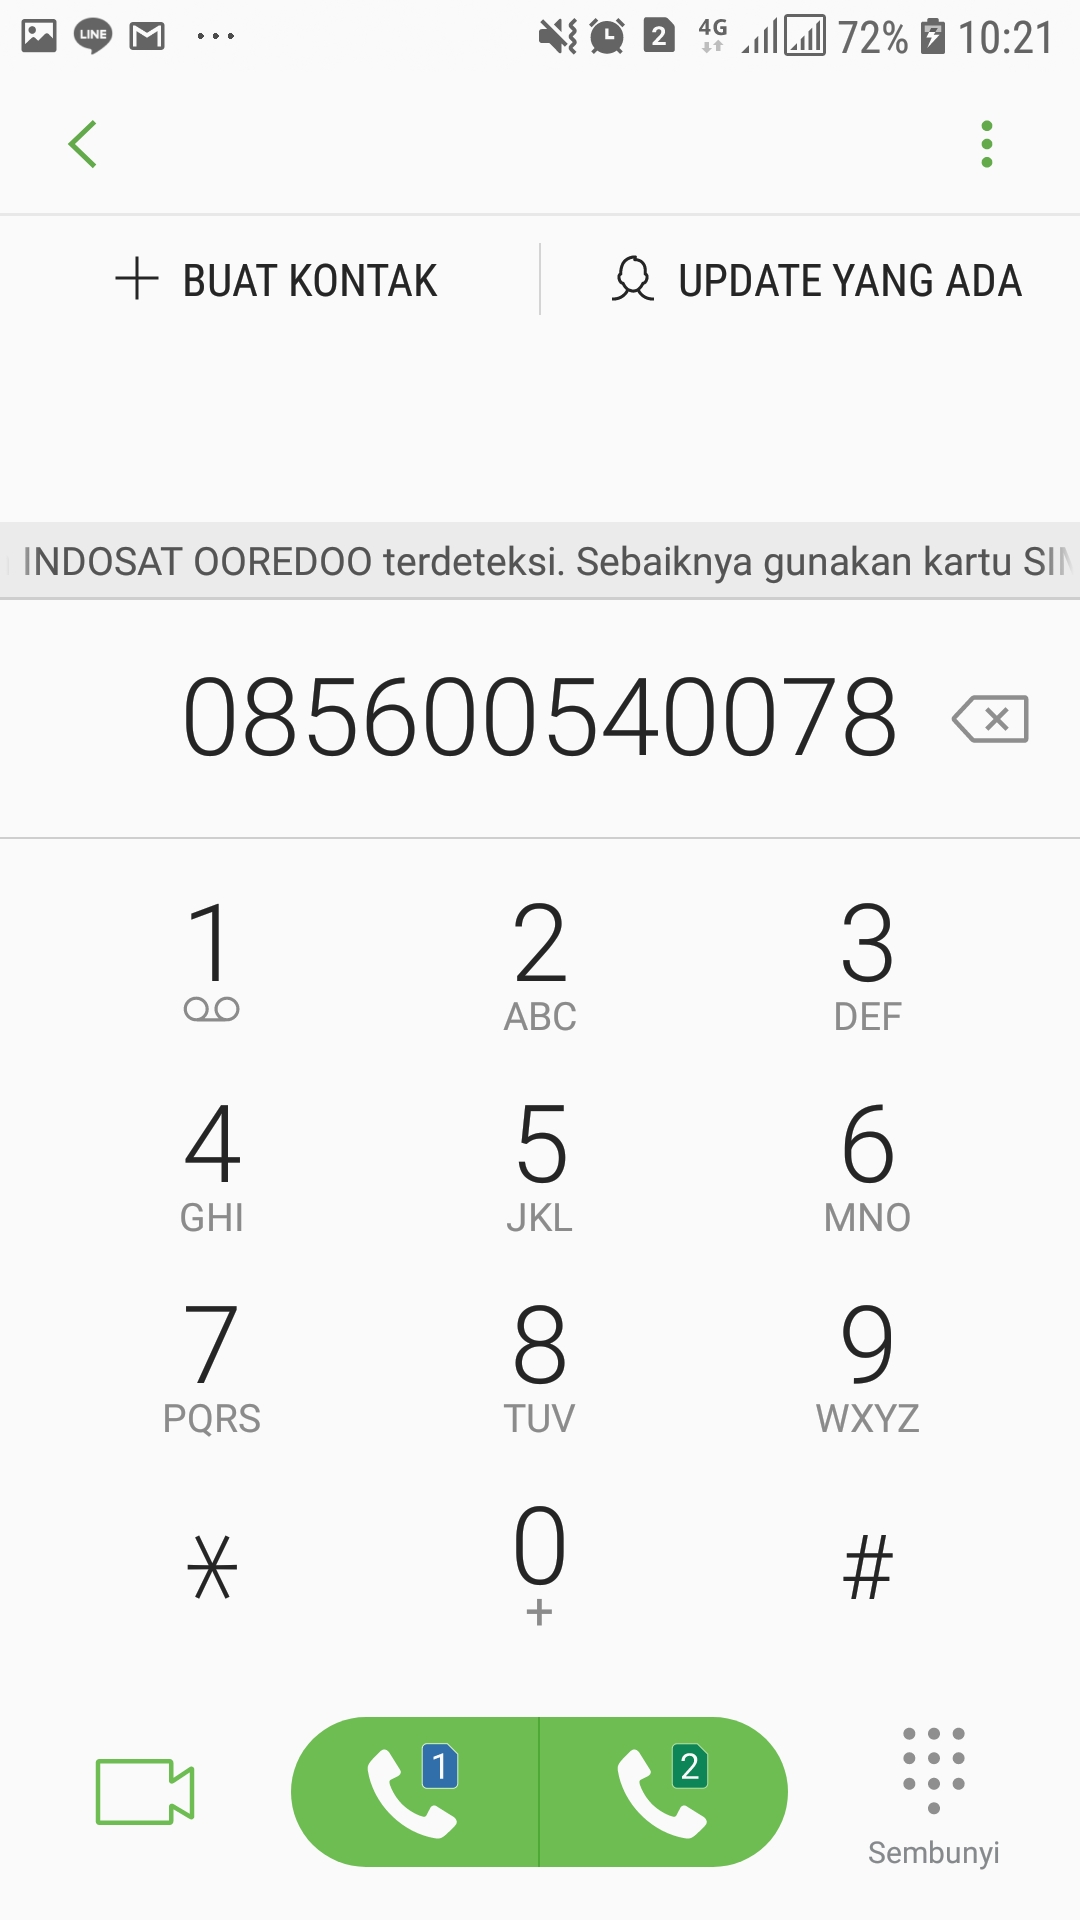 LINE 2 4G 72% 10:21
BUAT KONTAK UPDATE YANG ADA
INDOSAT OOREDOO terdeteksi. Sebaiknya gunakan kartu SIM
085600540078
1 2 3
ABC DEF
4 5 6
GHI JKL MNO
7 8 9
PQRS TUV WXYZ
* 0 #
+
1 2
Sembunyi